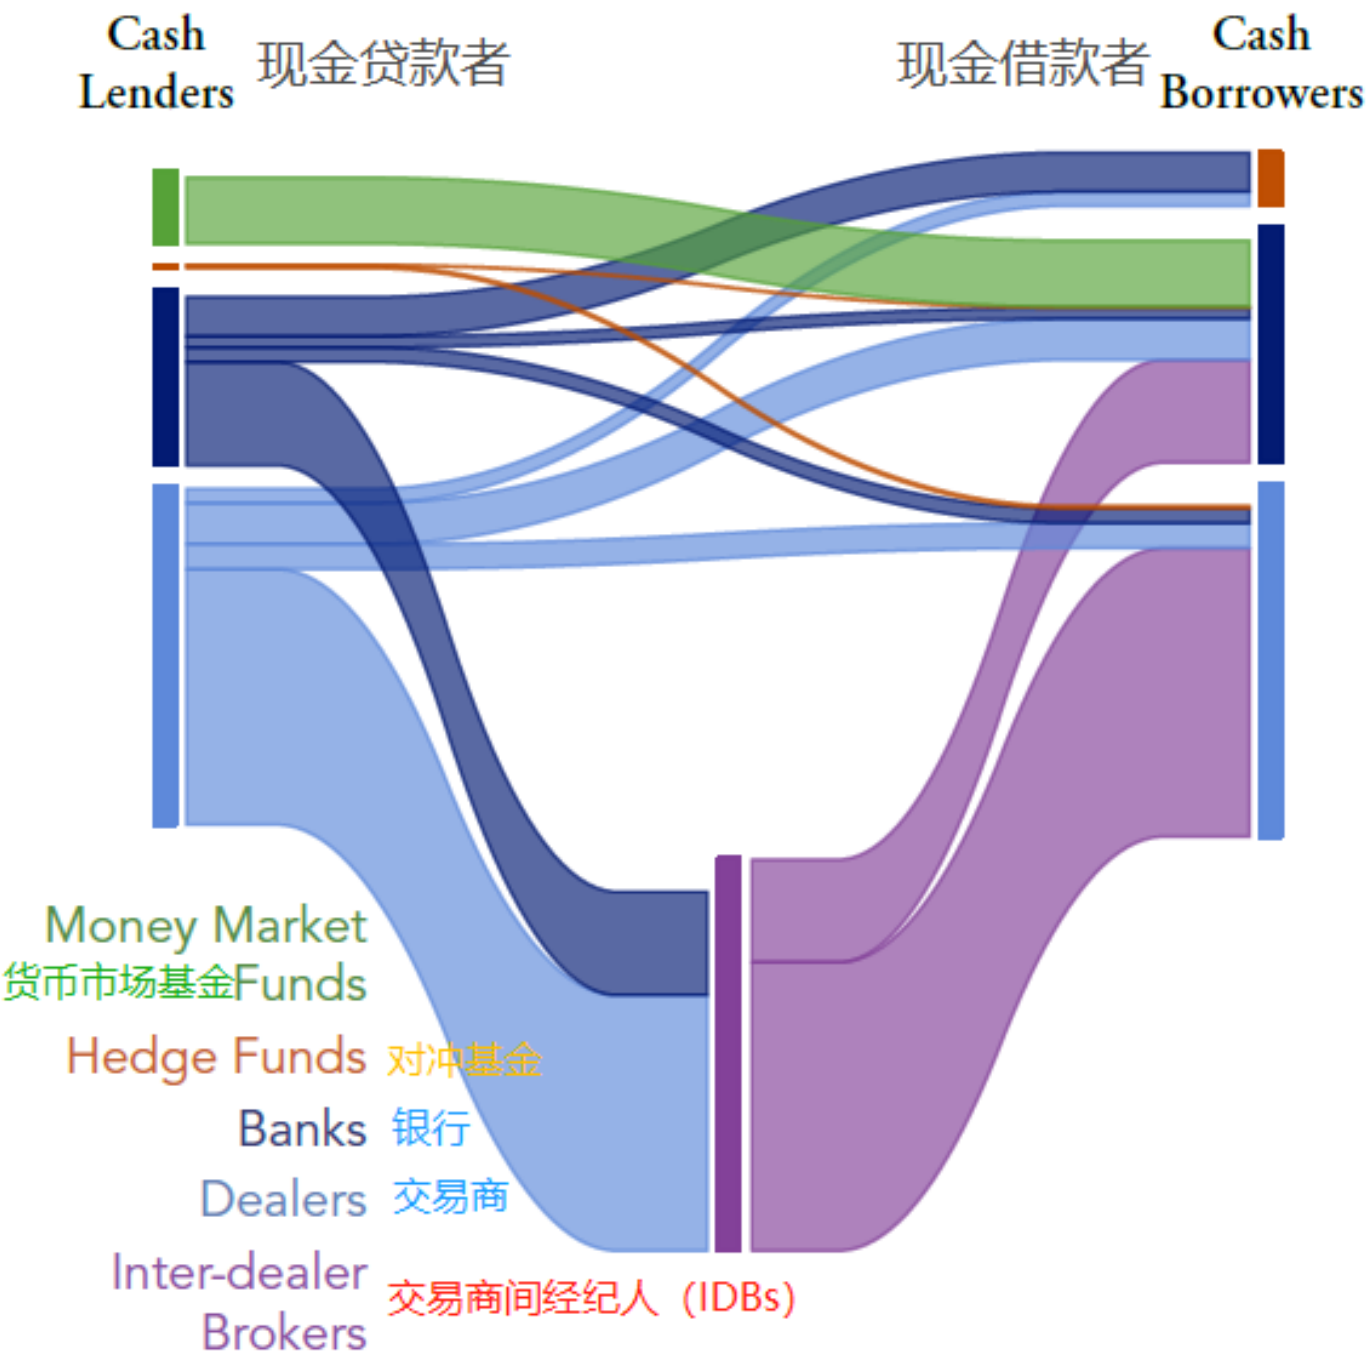 Cash
Lenders
现金贷款者
现金借款者
Cash
Borrowers
Money Market
货币市场基金Funds
Hedge Funds 对冲基金
Banks 银行
Dealers 交易商
Inter-dealer
Brokers
交易商间经纪人（IDBs）